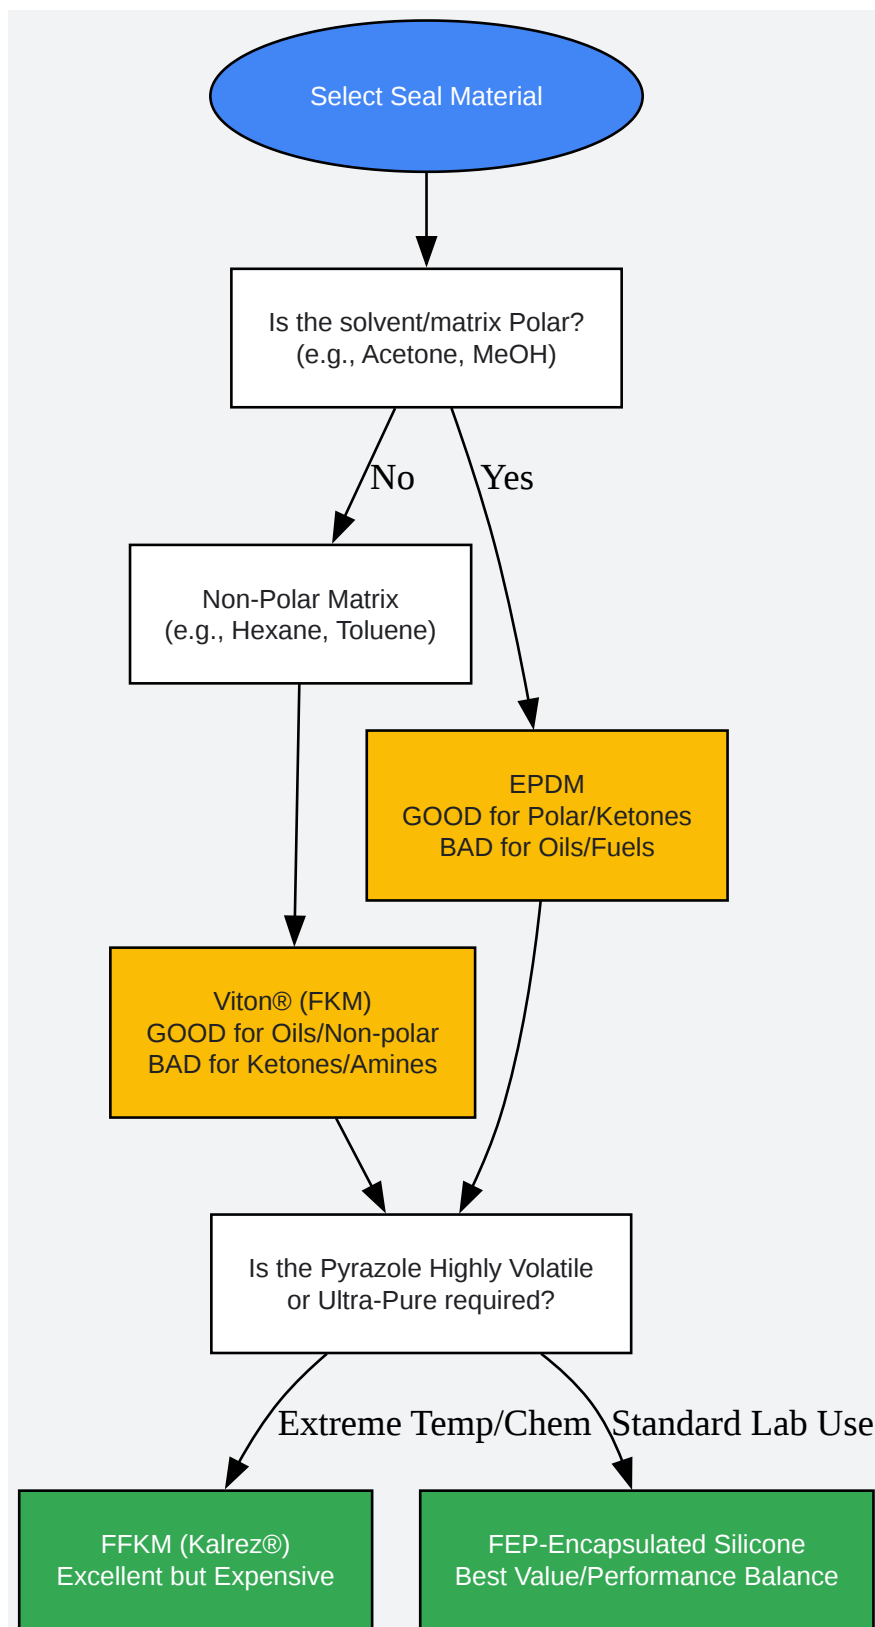 Select Seal Material
Is the solvent/matrix Polar?
(e.g., Acetone, MeOH)
No
Yes
Non-Polar Matrix
(e.g., Hexane, Toluene)
EPDM
GOOD for Polar/Ketones
BAD for Oils/Fuels
Viton® (FKM)
GOOD for Oils/Non-polar
BAD for Ketones/Amines
Is the Pyrazole Highly Volatile
or Ultra-Pure required?
Extreme Temp/Chem
Standard Lab Use
FFKM (Kalrez®)
Excellent but Expensive
FEP-Encapsulated Silicone
Best Value/Performance Balance